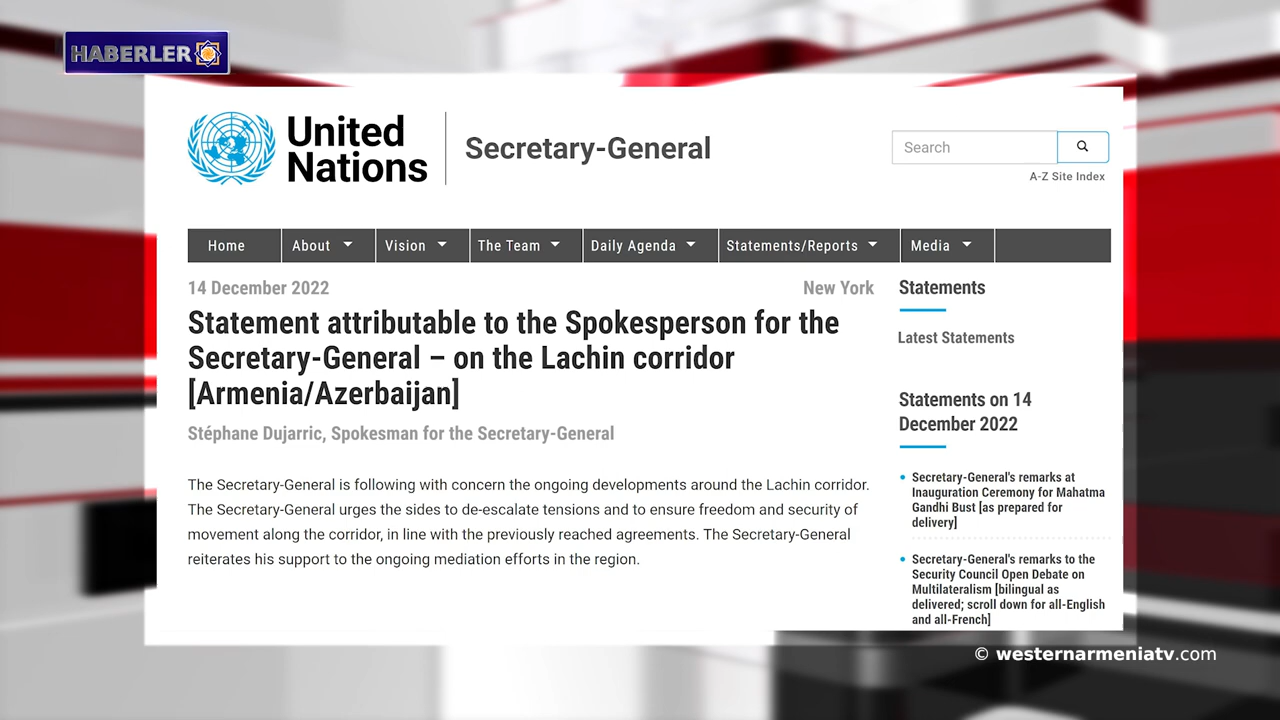 HABERLER
United
Nations
Secretary-General
Search
A-Z Site Index
Home About Vision The Team Daily Agenda Statements/Reports Media
14 December 2022 New York
Statement attributable to the Spokesperson for the
Secretary-General – on the Lachin corridor
[Armenia/Azerbaijan]
Stéphane Dujarric, Spokesman for the Secretary-General
The Secretary-General is following with concern the ongoing developments around the Lachin corridor.
The Secretary-General urges the sides to de-escalate tensions and to ensure freedom and security of
movement along the corridor, in line with the previously reached agreements. The Secretary-General
reiterates his support to the ongoing mediation efforts in the region.
Statements
Latest Statements
Statements on 14
December 2022
Secretary-General's remarks at
Inauguration Ceremony for Mahatma
Gandhi Bust [as prepared for
delivery]
Secretary-General's remarks to the
Security Council Open Debate on
Multilateralism [bilingual as
delivered; scroll down for all-English
and all-French]
© westernarmeniatv.com